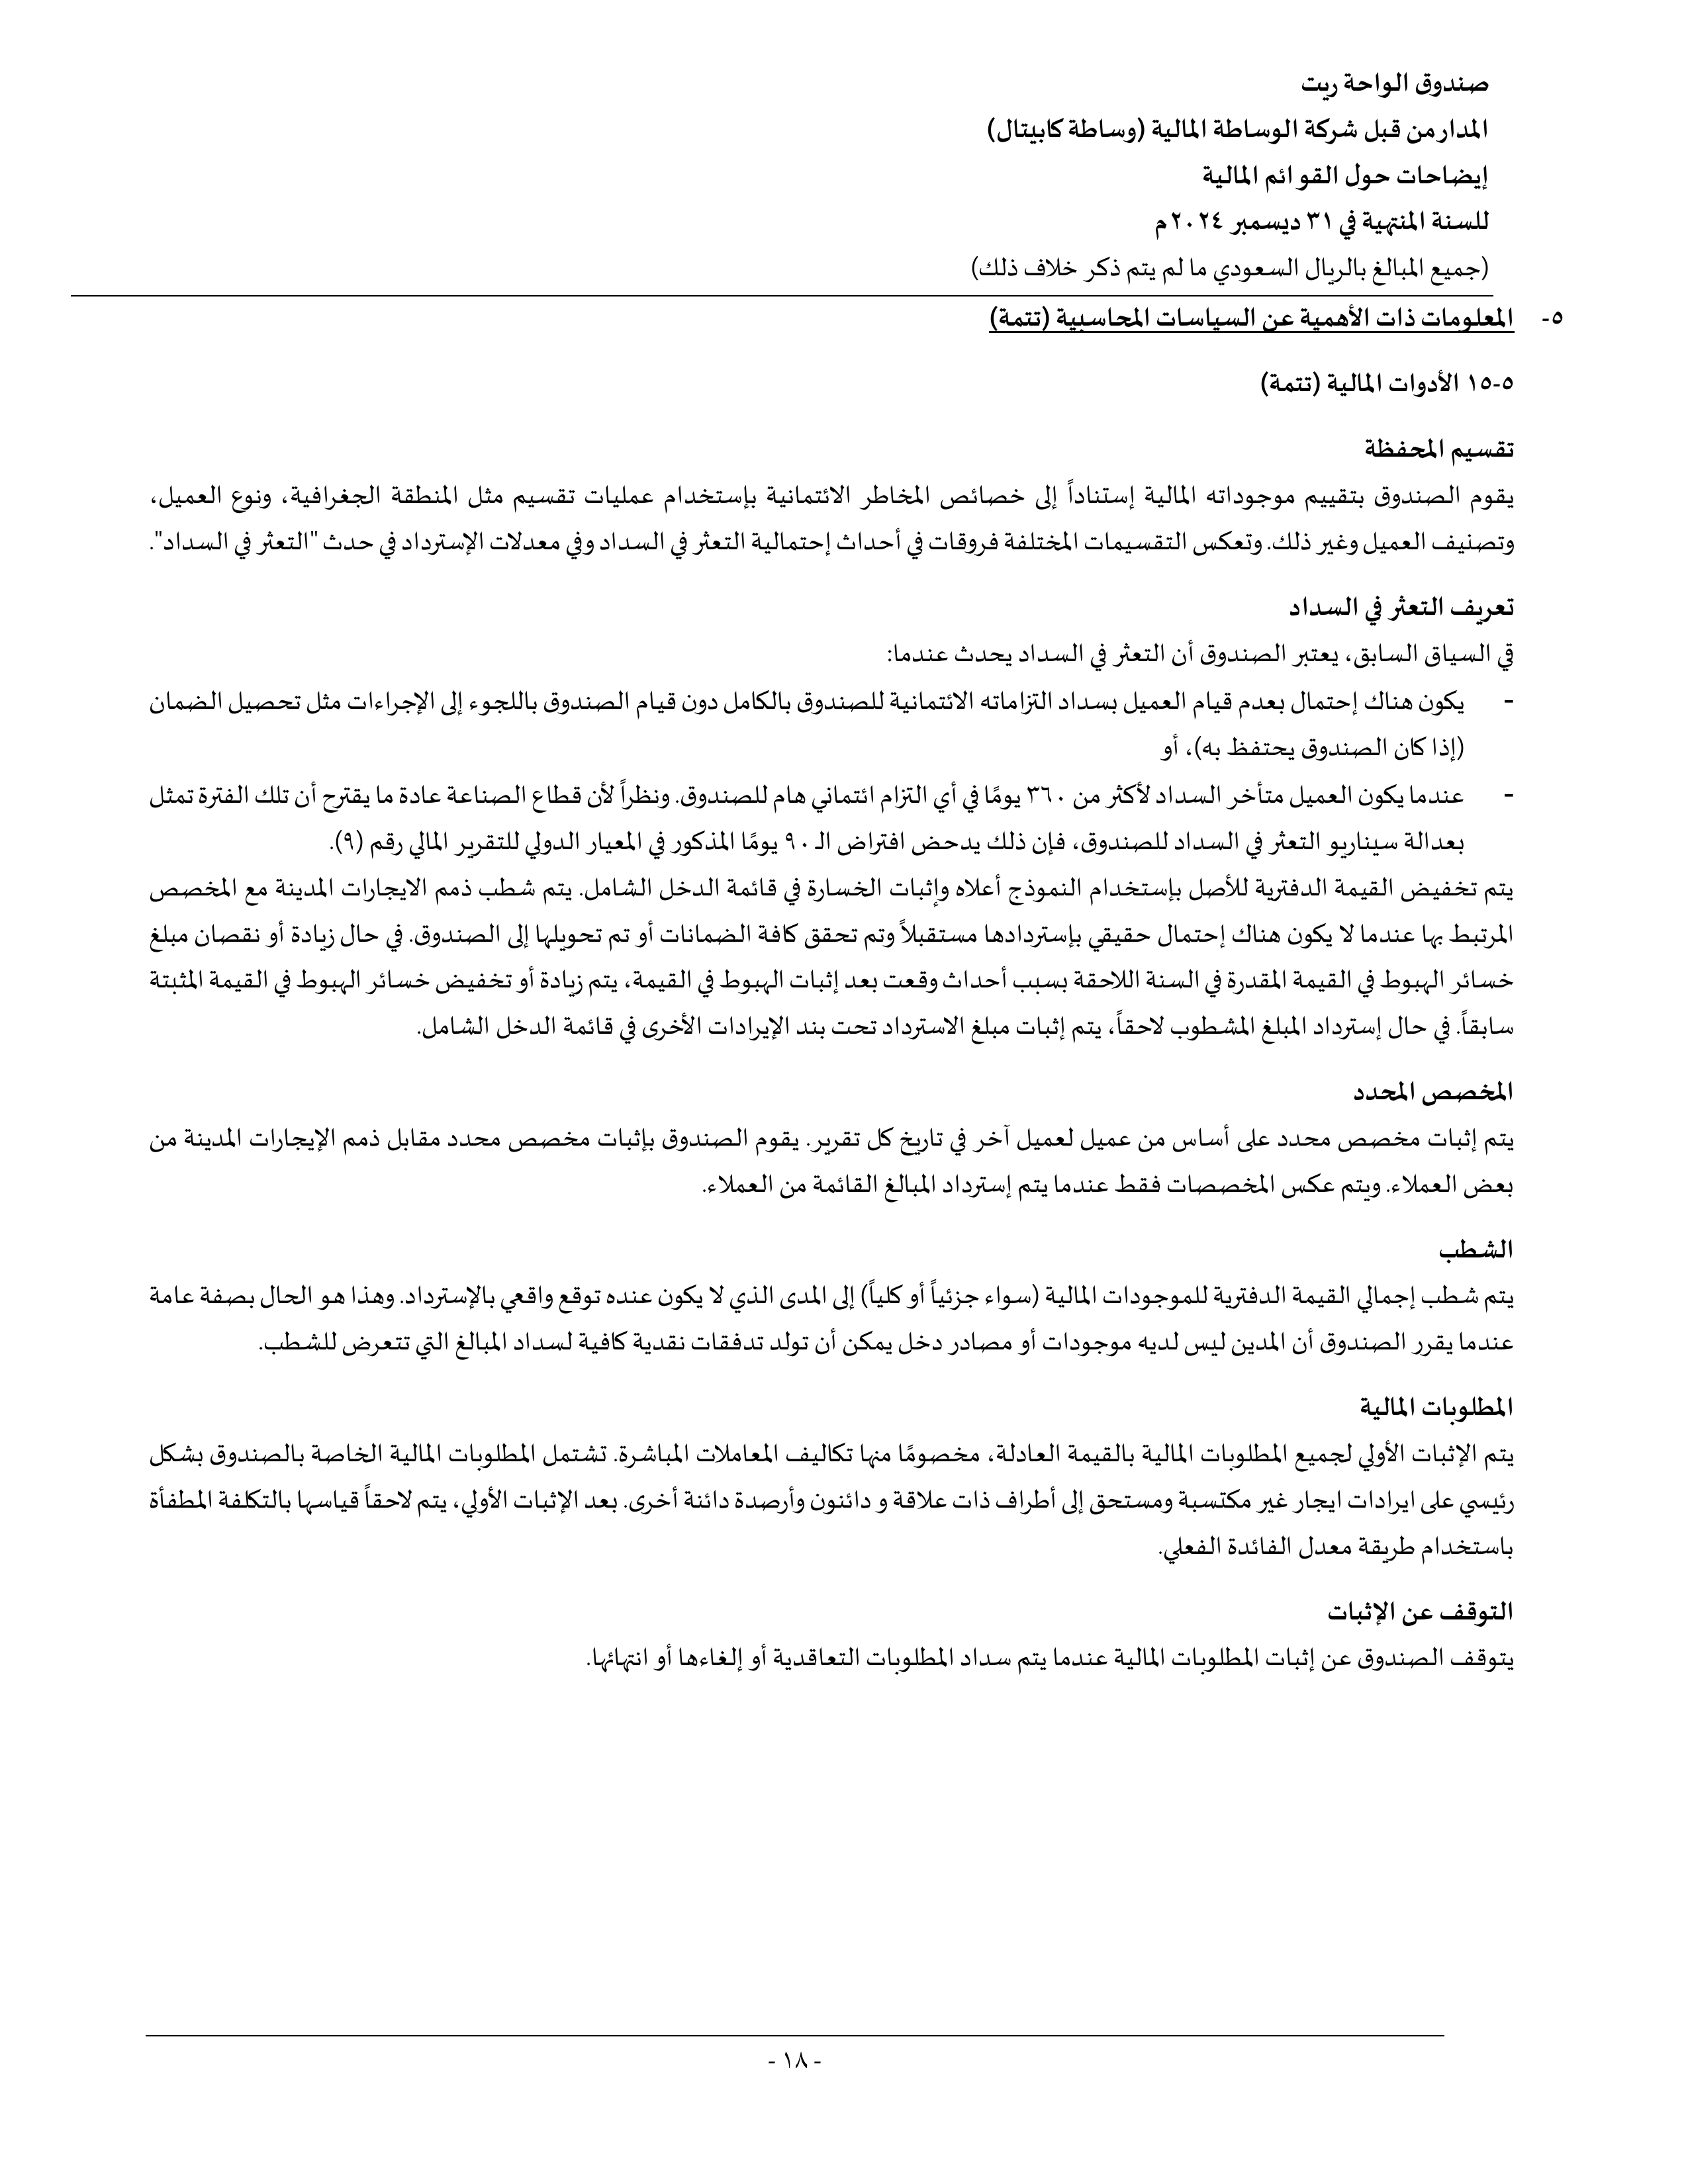 صندوق الواحة ريت
المدار من قبل شركة الوساطة المالية (وساطة كابيتال)
إيضاحات حول القوائم المالية
للسنة المنتهية في ٣١ ديسمبر ٢٠٢٤م
(جميع المبالغ بالريال السعودي ما لم يتم ذكر خلاف ذلك)
٥- المعلومات ذات الأهمية عن السياسات المحاسبية (تتمة)
٥-١٥ الأدوات المالية (تتمة)
تقسيم المحفظة
يقوم الصندوق بتقييم موجوداته المالية إستناداً إلى خصائص المخاطر الائتمانية بإستخدام عمليات تقسيم مثل المنطقة الجغرافية، ونوع العميل،
وتصنيف العميل وغير ذلك. وتعكس التقسيمات المختلفة فروقات في أحداث إحتمالية التعثر في السداد وفي معدلات الإسترداد في حدث "التعثر في السداد".
تعريف التعثر في السداد
في السياق السابق، يعتبر الصندوق أن التعثر في السداد يحدث عندما:
- يكون هناك إحتمال بعدم قيام العميل بسداد التزاماته الائتمانية للصندوق بالكامل دون قيام الصندوق باللجوء إلى الإجراءات مثل تحصيل الضمان
(إذا كان الصندوق يحتفظ به)، أو
- عندما يكون العميل متأخر السداد لأكثر من ٣٦٠ يومًا في أي التزام ائتماني هام للصندوق. ونظراً لأن قطاع الصناعة عادة ما يقترح أن تلك الفترة تمثل
بعدالة سيناريو التعثر في السداد للصندوق، فإن ذلك يدحض افتراض الـ ٩٠ يومًا المذكور في المعيار الدولي للتقرير المالي رقم (٩).
يتم تخفيض القيمة الدفترية للأصل بإستخدام النموذج أعلاه وإثبات الخسارة في قائمة الدخل الشامل. يتم شطب ذمم الايجارات المدينة مع المخصص
المرتبط بها عندما لا يكون هناك إحتمال حقيقي بإستردادها مستقبلاً وتم تحقق كافة الضمانات أو تم تحويلها إلى الصندوق. في حال زيادة أو نقصان مبلغ
خسائر الهبوط في القيمة المقدرة في السنة اللاحقة بسبب أحداث وقعت بعد إثبات الهبوط في القيمة، يتم زيادة أو تخفيض خسائر الهبوط في القيمة المثبتة
سابقاً. في حال إسترداد المبلغ المشطوب لاحقاً، يتم إثبات مبلغ الاسترداد تحت بند الإيرادات الأخرى في قائمة الدخل الشامل.
المخصص المحدد
يتم إثبات مخصص محدد على أساس من عميل لعميل آخر في تاريخ كل تقرير. يقوم الصندوق بإثبات مخصص محدد مقابل ذمم الإيجارات المدينة من
بعض العملاء. ويتم عكس المخصصات فقط عندما يتم إسترداد المبالغ القائمة من العملاء.
الشطب
يتم شطب إجمالي القيمة الدفترية للموجودات المالية (سواء جزئياً أو كلياً) إلى المدى الذي لا يكون عنده توقع واقعي بالإسترداد. وهذا هو الحال بصفة عامة
عندما يقرر الصندوق أن المدين ليس لديه موجودات أو مصادر دخل يمكن أن تولد تدفقات نقدية كافية لسداد المبالغ التي تتعرض للشطب.
المطلوبات المالية
يتم الإثبات الأولي لجميع المطلوبات المالية بالقيمة العادلة، مخصومًا منها تكاليف المعاملات المباشرة. تشتمل المطلوبات المالية الخاصة بالصندوق بشكل
رئيسي على ايرادات ايجار غير مكتسبة ومستحق إلى أطراف ذات علاقة و دائنون وأرصدة دائنة أخرى. بعد الإثبات الأولي، يتم لاحقاً قياسها بالتكلفة المطفأة
باستخدام طريقة معدل الفائدة الفعلي.
التوقف عن الإثبات
يتوقف الصندوق عن إثبات المطلوبات المالية عندما يتم سداد المطلوبات التعاقدية أو إلغاءها أو انتهائها.
- ١٨ -